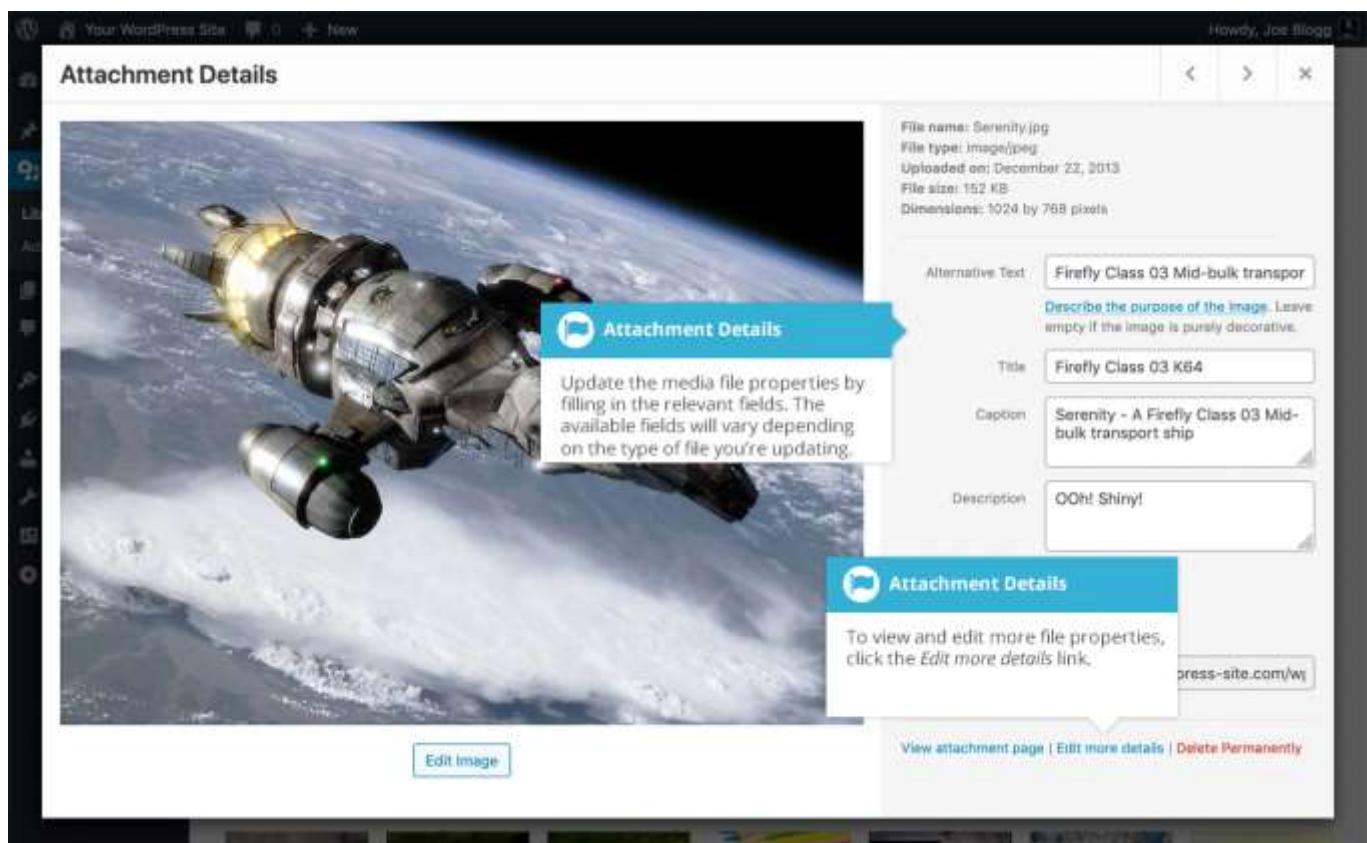 Your WordPress Site 0 + New Howdy, Joe Blogg
Attachment Details
File name: Serenity.jpg
File type: image/jpeg
Uploaded on: December 22, 2013
File size: 152 KB
Dimensions: 1024 by 768 pixels
Alternative Text Firefly Class 03 Mid-bulk transpor
Describe the purpose of the image. Leave
empty if the image is purely decorative.
Attachment Details
Update the media file properties by
filling in the relevant fields. The
available fields will vary depending
on the type of file you're updating.
Title Firefly Class 03 K64
Caption Serenity - A Firefly Class 03 Mid-
bulk transport ship
Description OOh! Shiny!
Attachment Details
To view and edit more file properties,
click the Edit more details link.
press-site.com/w
View attachment page | Edit more details | Delete Permanently
Edit Image